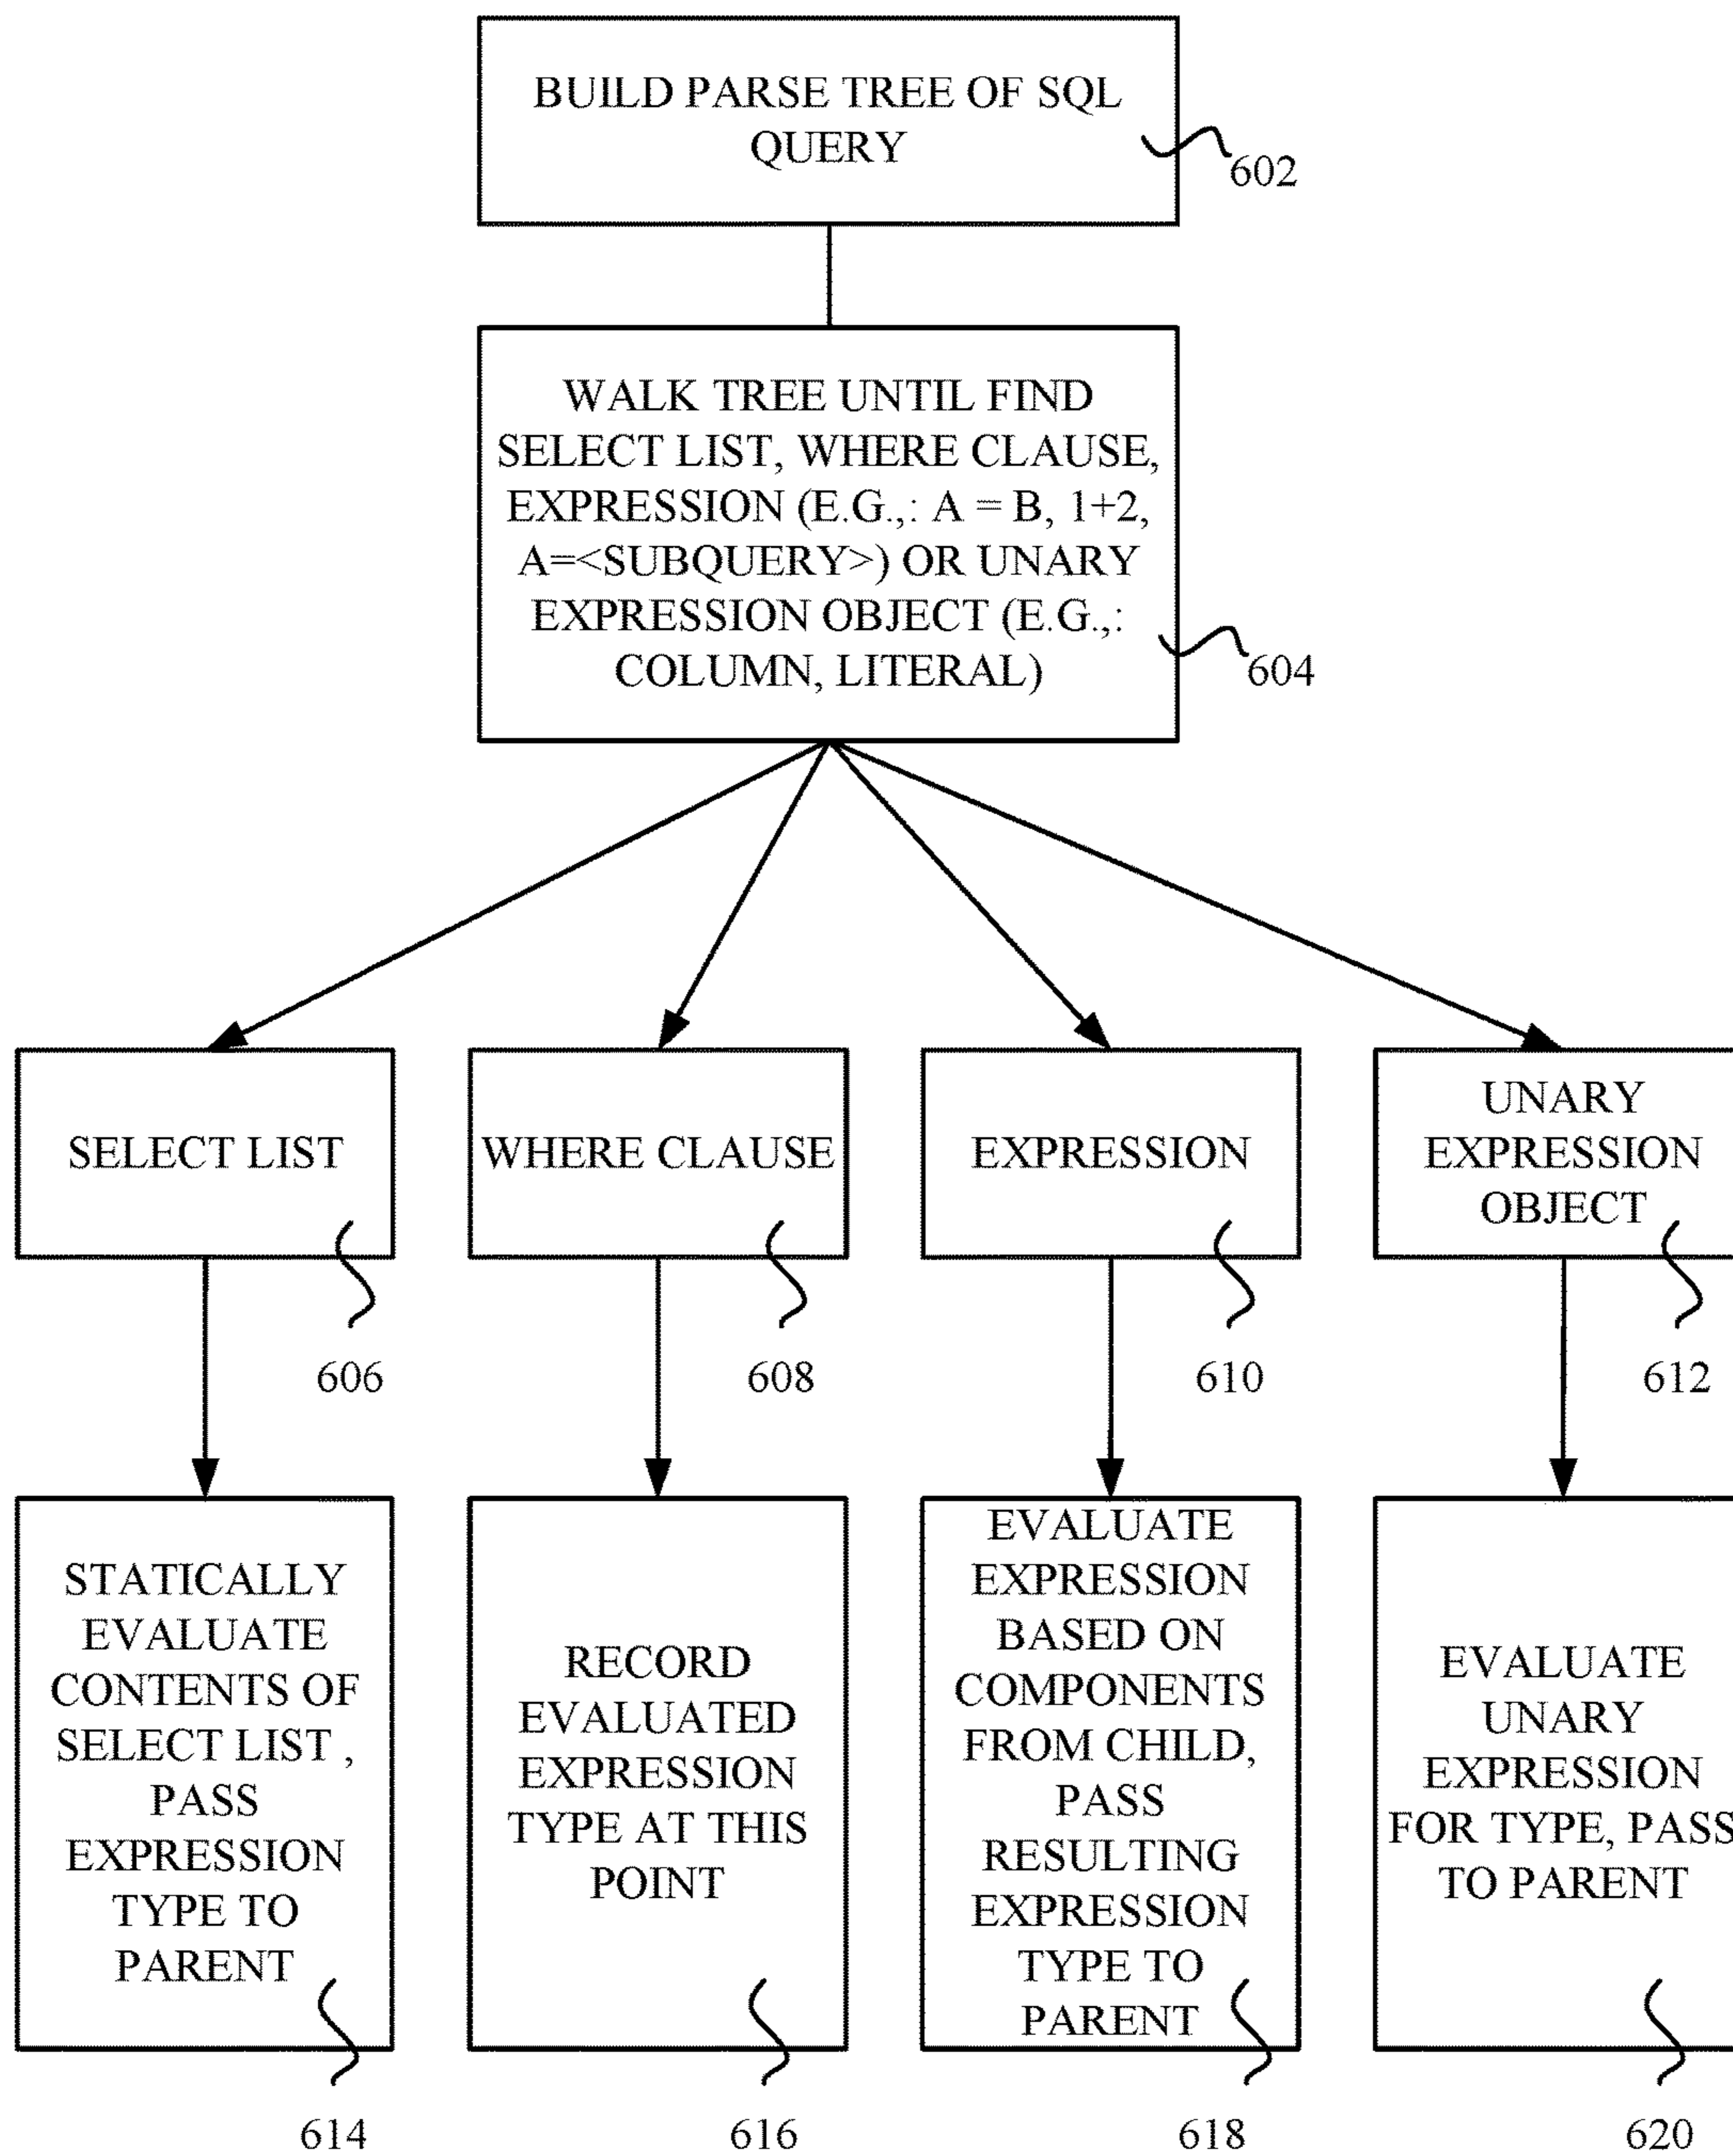 BUILD PARSE TREE OF SQL
QUERY
602
WALK TREE UNTIL FIND
SELECT LIST, WHERE CLAUSE,
EXPRESSION (E.G.,: A = B, 1+2,
A=<SUBQUERY>) OR UNARY
EXPRESSION OBJECT (E.G.,:
COLUMN, LITERAL)
604
SELECT LIST
606
WHERE CLAUSE
608
EXPRESSION
610
UNARY
EXPRESSION
OBJECT
612
STATICALLY
EVALUATE
CONTENTS OF
SELECT LIST ,
PASS
EXPRESSION
TYPE TO
PARENT
614
RECORD
EVALUATED
EXPRESSION
TYPE AT THIS
POINT
616
EVALUATE
EXPRESSION
BASED ON
COMPONENTS
FROM CHILD,
PASS
RESULTING
EXPRESSION
TYPE TO
PARENT
618
EVALUATE
UNARY
EXPRESSION
FOR TYPE, PASS
TO PARENT
620